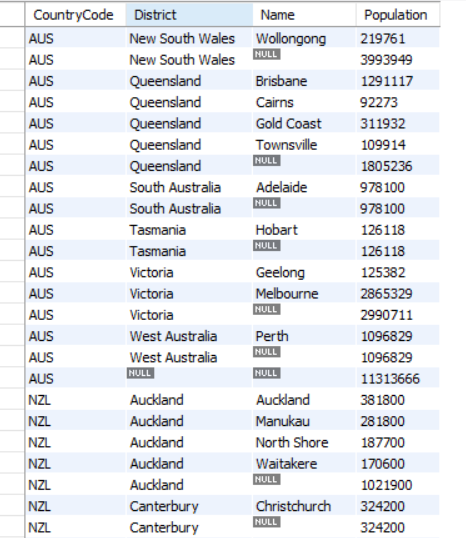 CountryCode District Name Population
AUS New South Wales Wollongong 219761
AUS New South Wales NULL 3993949
AUS Queensland Brisbane 1291117
AUS Queensland Cairns 92273
AUS Queensland Gold Coast 311932
AUS Queensland Townsville 109914
AUS Queensland NULL 1805236
AUS South Australia Adelaide 978100
AUS South Australia NULL 978100
AUS Tasmania Hobart 126118
AUS Tasmania NULL 126118
AUS Victoria Geelong 125382
AUS Victoria Melbourne 2865329
AUS Victoria NULL 2990711
AUS West Australia Perth 1096829
AUS West Australia NULL 1096829
AUS NULL NULL 11313666
NZL Auckland Auckland 381800
NZL Auckland Manukau 281800
NZL Auckland North Shore 187700
NZL Auckland Waitakere 170600
NZL Auckland NULL 1021900
NZL Canterbury Christchurch 324200
NZL Canterbury NULL 324200